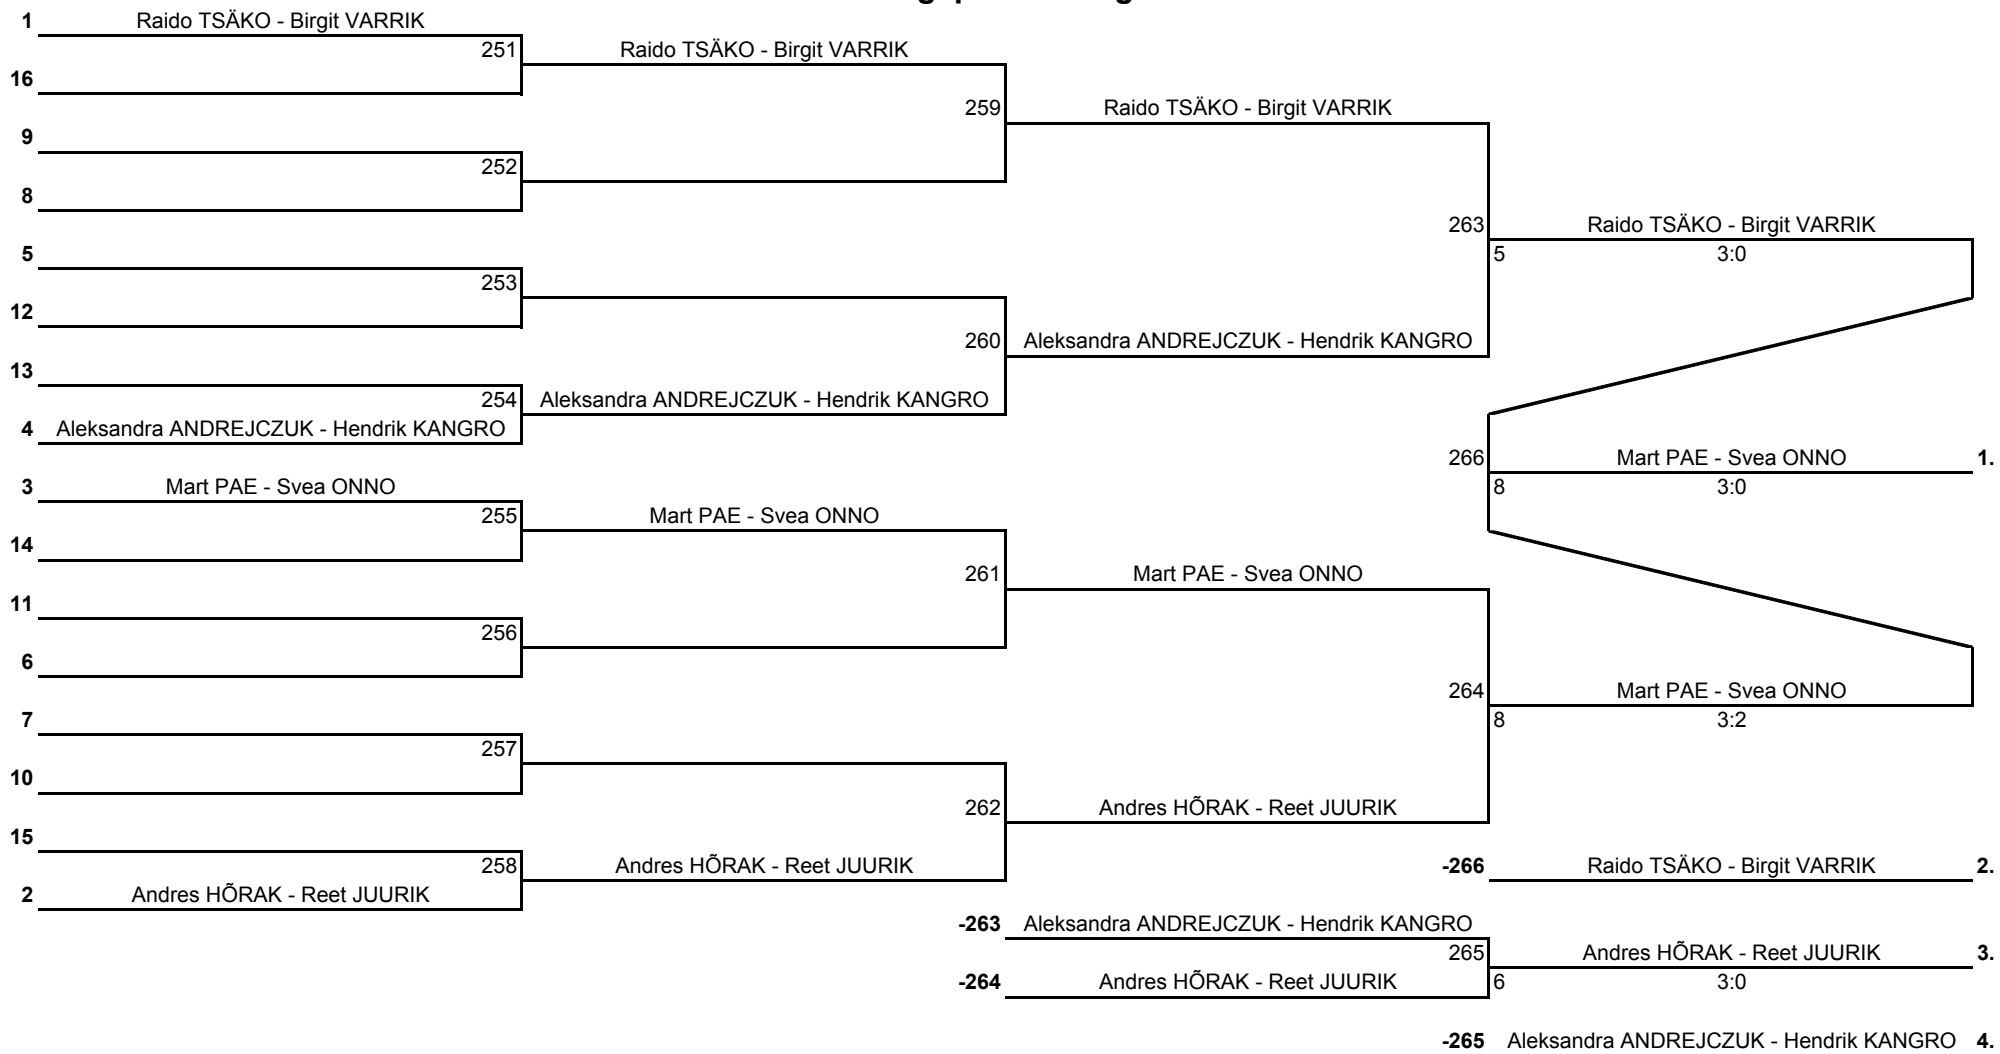 1 Raido TSÄKO - Birgit VARRIK
251 Raido TSÄKO - Birgit VARRIK
16
259 Raido TSÄKO - Birgit VARRIK
9
252
8
263 Raido TSÄKO - Birgit VARRIK
5 3:0
5
253
12
260 Aleksandra ANDREJCZUK - Hendrik KANGRO
13
254 Aleksandra ANDREJCZUK - Hendrik KANGRO
4 Aleksandra ANDREJCZUK - Hendrik KANGRO
266 Mart PAE - Svea ONNO 1.
8 3:0
3 Mart PAE - Svea ONNO
255 Mart PAE - Svea ONNO
14
261 Mart PAE - Svea ONNO
11
256
6
264 Mart PAE - Svea ONNO
8 3:2
7
257
10
262 Andres HÕRAK - Reet JUURIK
15
258 Andres HÕRAK - Reet JUURIK
-266 Raido TSÄKO - Birgit VARRIK 2.
2 Andres HÕRAK - Reet JUURIK
-263 Aleksandra ANDREJCZUK - Hendrik KANGRO
265 Andres HÕRAK - Reet JUURIK 3.
-264 Andres HÕRAK - Reet JUURIK
6 3:0
-265 Aleksandra ANDREJCZUK - Hendrik KANGRO 4.